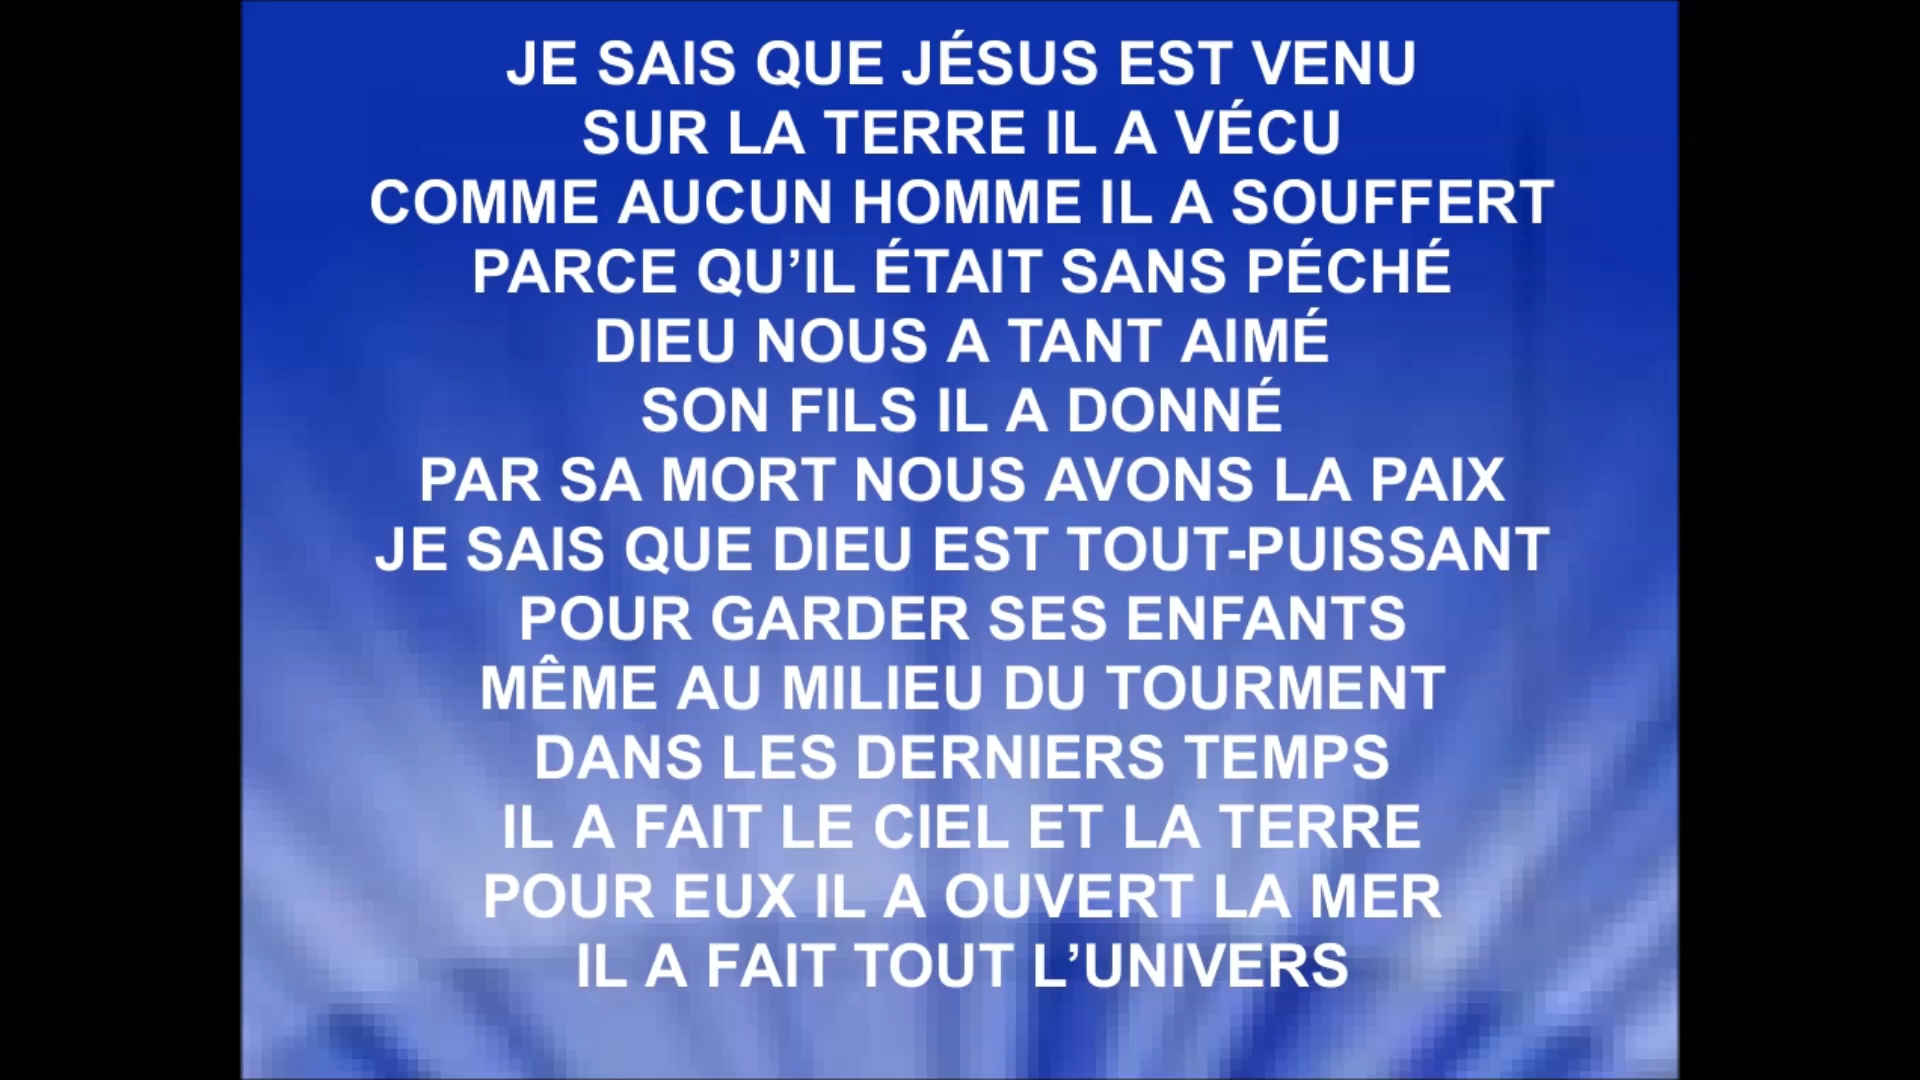 JE SAIS QUE JÉSUS EST VENU
SUR LA TERRE IL A VÉCU
COMME AUCUN HOMME IL A SOUFFERT
PARCE QU’IL ÉTAIT SANS PÉCHÉ
DIEU NOUS A TANT AIMÉ
SON FILS IL A DONNÉ
PAR SA MORT NOUS AVONS LA PAIX
JE SAIS QUE DIEU EST TOUT-PUISSANT
POUR GARDER SES ENFANTS
MÊME AU MILIEU DU TOURMENT
DANS LES DERNIERS TEMPS
IL A FAIT LE CIEL ET LA TERRE
POUR EUX IL A OUVERT LA MER
IL A FAIT TOUT L’UNIVERS